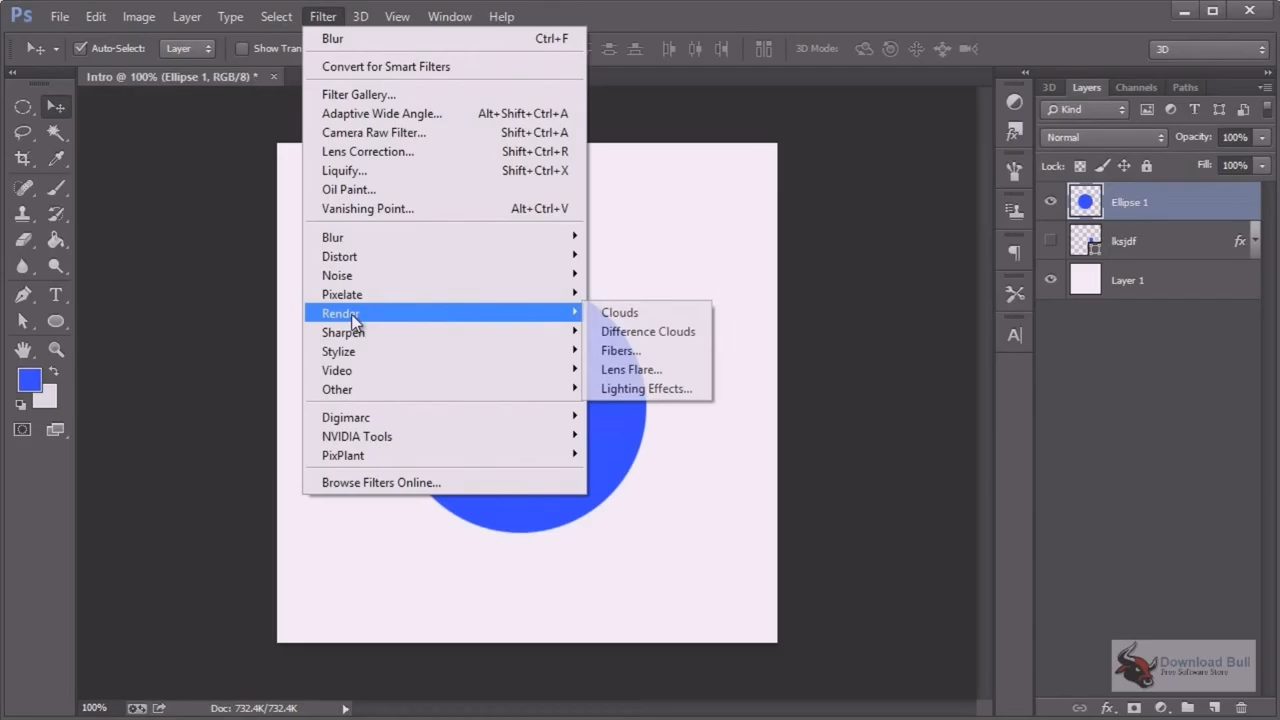 Ps File Edit Image Layer Type Select Filter 3D View Window Help
Auto-Select: Layer Show Tran 3D Mode: 3D
Intro @ 100% (Ellipse 1, RGB/8) *
Blur Ctrl+F
Convert for Smart Filters
Filter Gallery...
Adaptive Wide Angle... Alt+Shift+Ctrl+A
Camera Raw Filter... Shift+Ctrl+A
Lens Correction... Shift+Ctrl+R
Liquify... Shift+Ctrl+X
Oil Paint...
Vanishing Point... Alt+Ctrl+V
Blur
Distort
Noise
Pixelate
Render
Sharpen
Stylize
Video
Other
Digimarc
NVIDIA Tools
PixPlant
Browse Filters Online...
Clouds
Difference Clouds
Fibers...
Lens Flare...
Lighting Effects...
3D Layers Channels Paths
Kind
Normal Opacity: 100%
Lock: Fill: 100%
Ellipse 1
lksjdf fx
Layer 1
100% Doc: 732.4K/732.4K
Download Bull
Free Software Store
fx